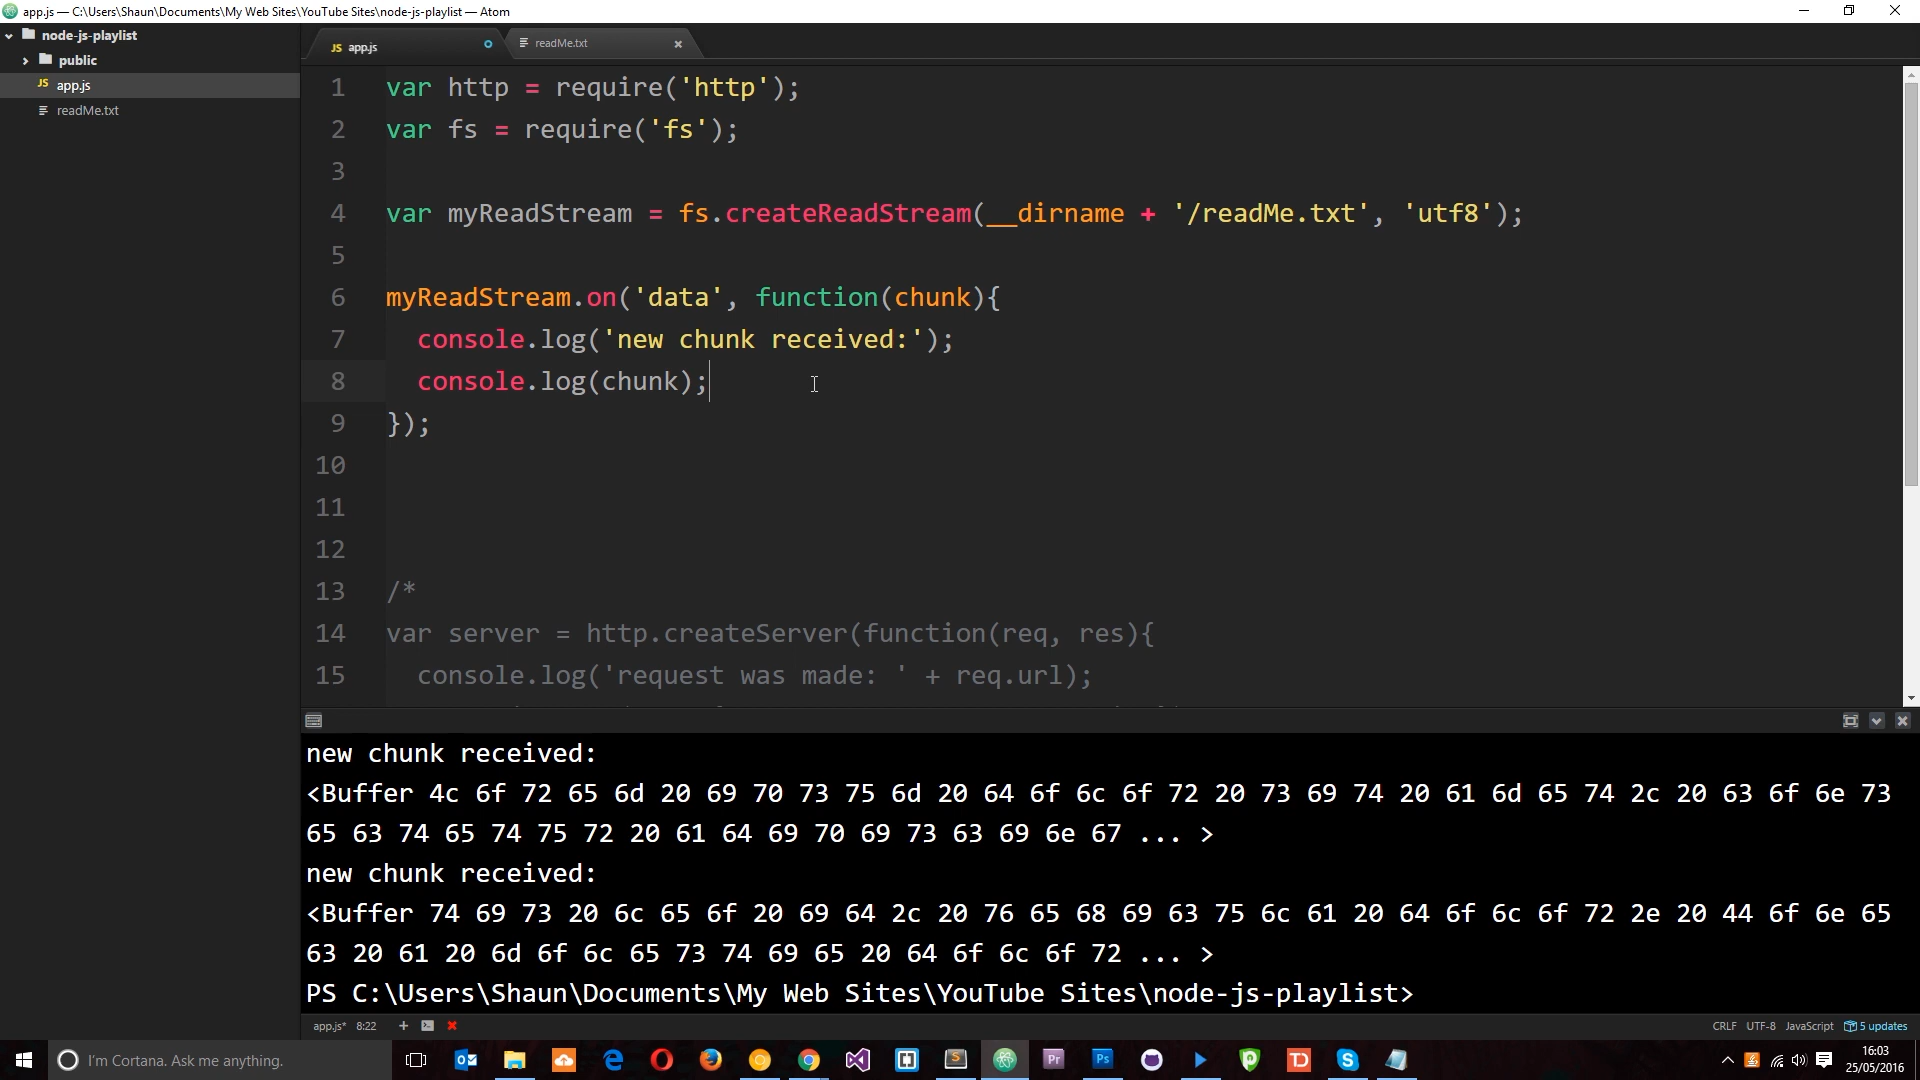 app.js — C:\Users\Shaun\Documents\My Web Sites\YouTube Sites\node-js-playlist — Atom
node-js-playlist
public
JS app.js
readMe.txt
JS app.js
readMe.txt
1 var http = require('http');
2 var fs = require('fs');
3
4 var myReadStream = fs.createReadStream(__dirname + '/readMe.txt', 'utf8');
5
6 myReadStream.on('data', function(chunk){
7 console.log('new chunk received:');
8 console.log(chunk);
9 });
10
11
12
13 /*
14 var server = http.createServer(function(req, res){
15 console.log('request was made: ' + req.url);
new chunk received:
<Buffer 4c 6f 72 65 6d 20 69 70 73 75 6d 20 64 6f 6c 6f 72 20 73 69 74 20 61 6d 65 74 2c 20 63 6f 6e 73
65 63 74 65 74 75 72 20 61 64 69 70 69 73 63 69 6e 67 ... >
new chunk received:
<Buffer 74 69 73 20 6c 65 6f 20 69 64 2c 20 76 65 68 69 63 75 6c 61 20 64 6f 6c 6f 72 2e 20 44 6f 6e 65
63 20 61 20 6d 6f 6c 65 73 74 69 65 20 64 6f 6c 6f 72 ... >
PS C:\Users\Shaun\Documents\My Web Sites\YouTube Sites\node-js-playlist>
app.js* 8:22
CRLF UTF-8 JavaScript 5 updates
I'm Cortana. Ask me anything.
Pr
Ps
TD
16:03
25/05/2016